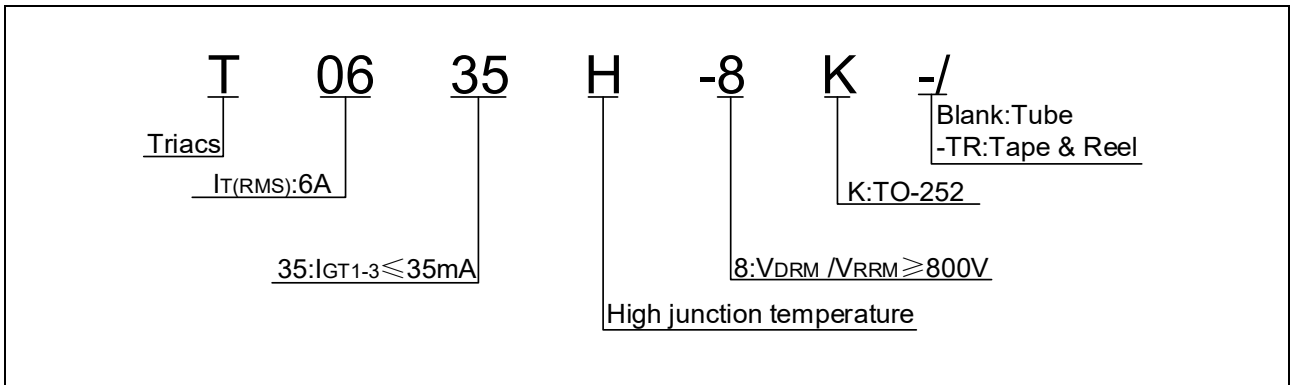 T 06 35 H -8 K -/
Blank:Tube
-TR:Tape & Reel
Triacs
IT(RMS):6A
K:TO-252
35:IGT1-3≤35mA
8:VDRM /VRRM≥800V
High junction temperature